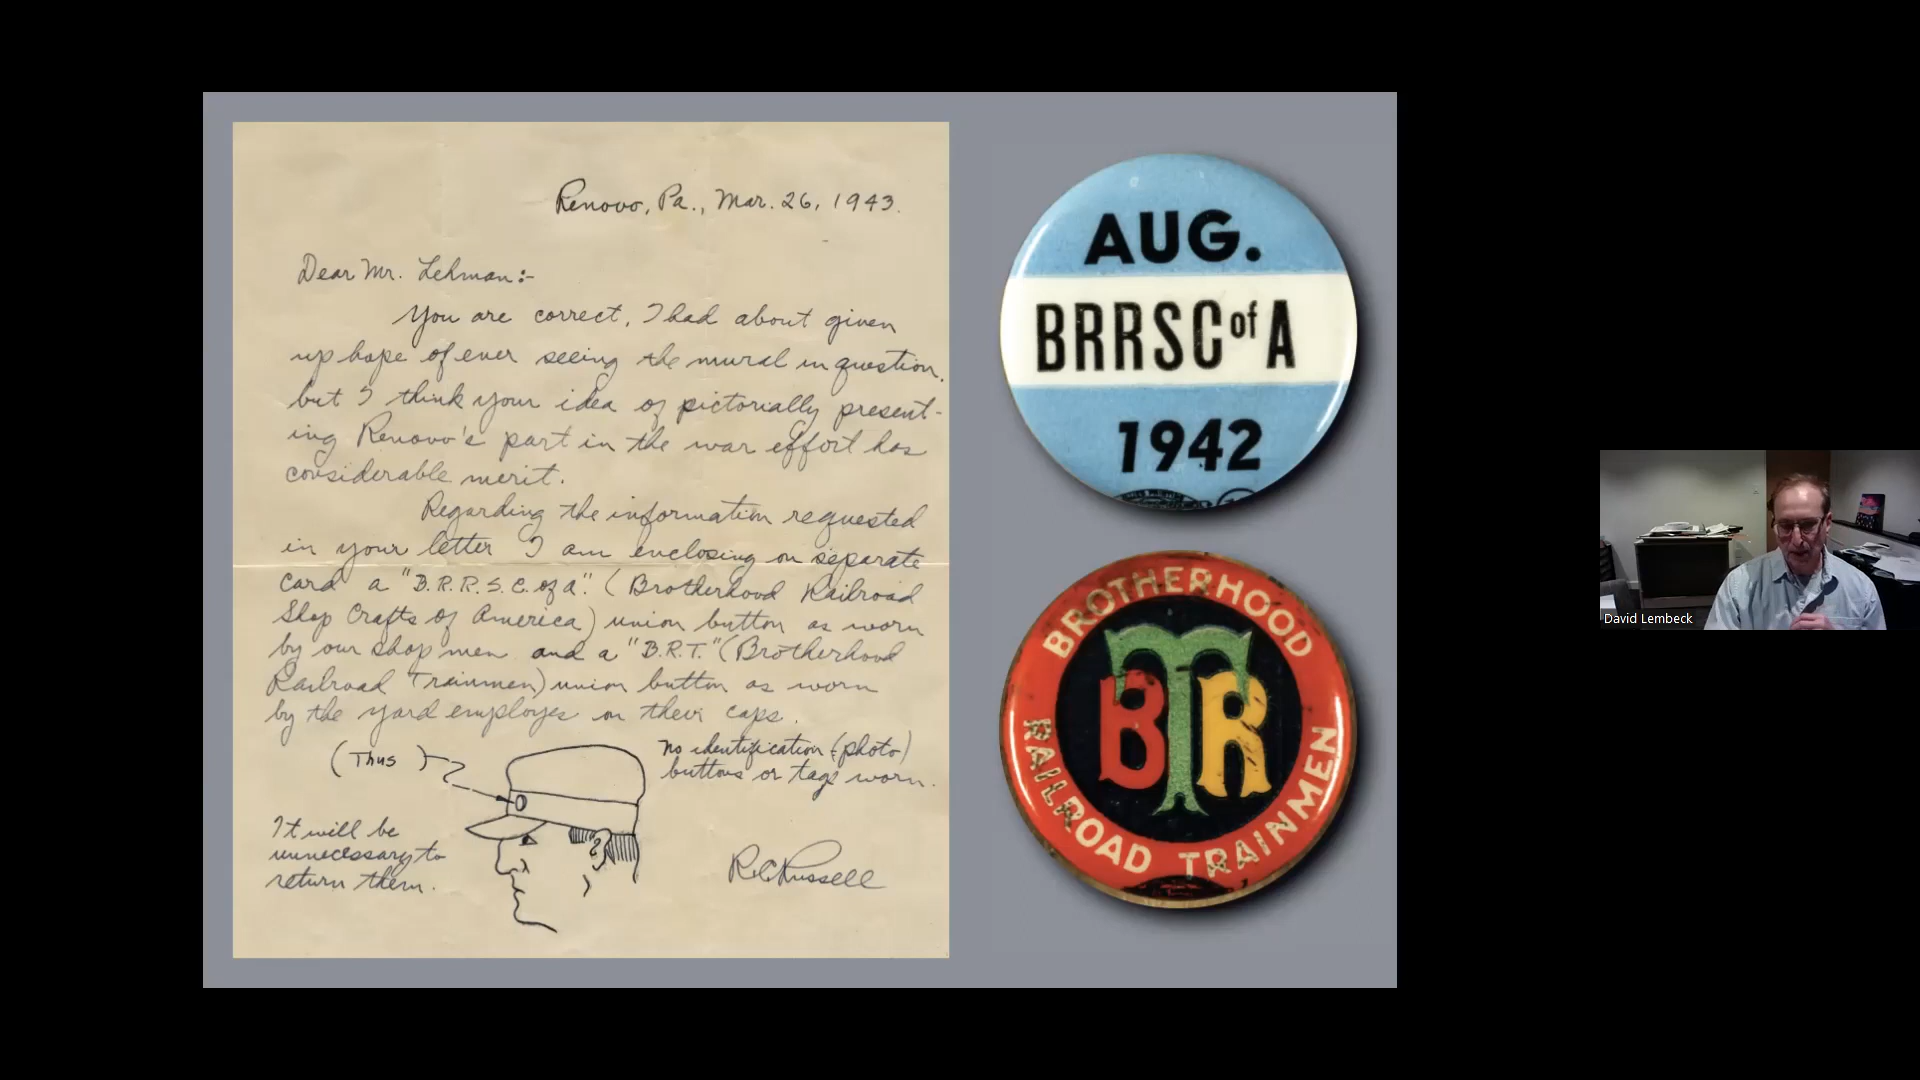 Renovo, Pa., Mar. 26, 1943.
Dear Mr. Lehman:-
You are correct, I had about given
up hope of ever seeing the mural in question,
but I think your idea of pictorially present-
ing Renovo's part in the war effort has
considerable merit.
Regarding the information requested
in your letter I am enclosing on separate
card a "B.R.R.S.C. of A." (Brotherhood Railroad
Shop Crafts of America) union button as worn
by our shop men and a "B.R.T." (Brotherhood
Railroad Trainmen) union button as worn
by the yard employes on their caps.
(Thus)
No identification (photo)
buttons or tags worn.
It will be
unnecessary to
return them.
R.C. Russell
AUG.
BRRSC of A
1942
BROTHERHOOD
BTR
RAILROAD TRAINMEN
David Lembeck